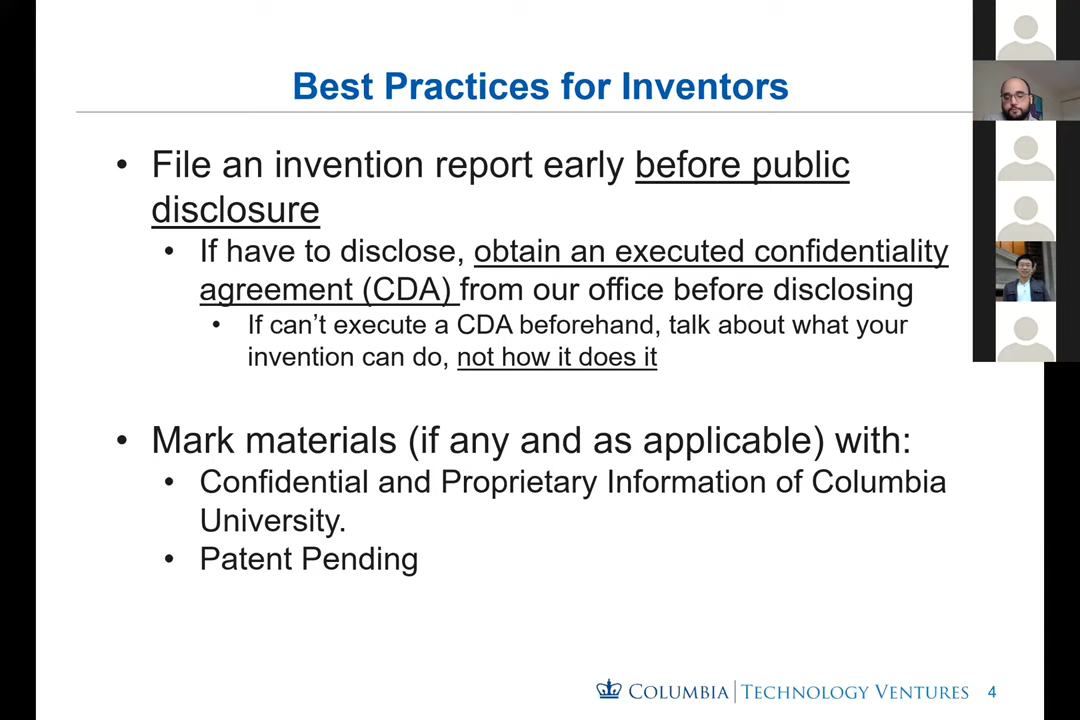 Best Practices for Inventors
• File an invention report early before public
disclosure
• If have to disclose, obtain an executed confidentiality
agreement (CDA) from our office before disclosing
• If can’t execute a CDA beforehand, talk about what your
invention can do, not how it does it
• Mark materials (if any and as applicable) with:
• Confidential and Proprietary Information of Columbia
University.
• Patent Pending
COLUMBIA | TECHNOLOGY VENTURES 4